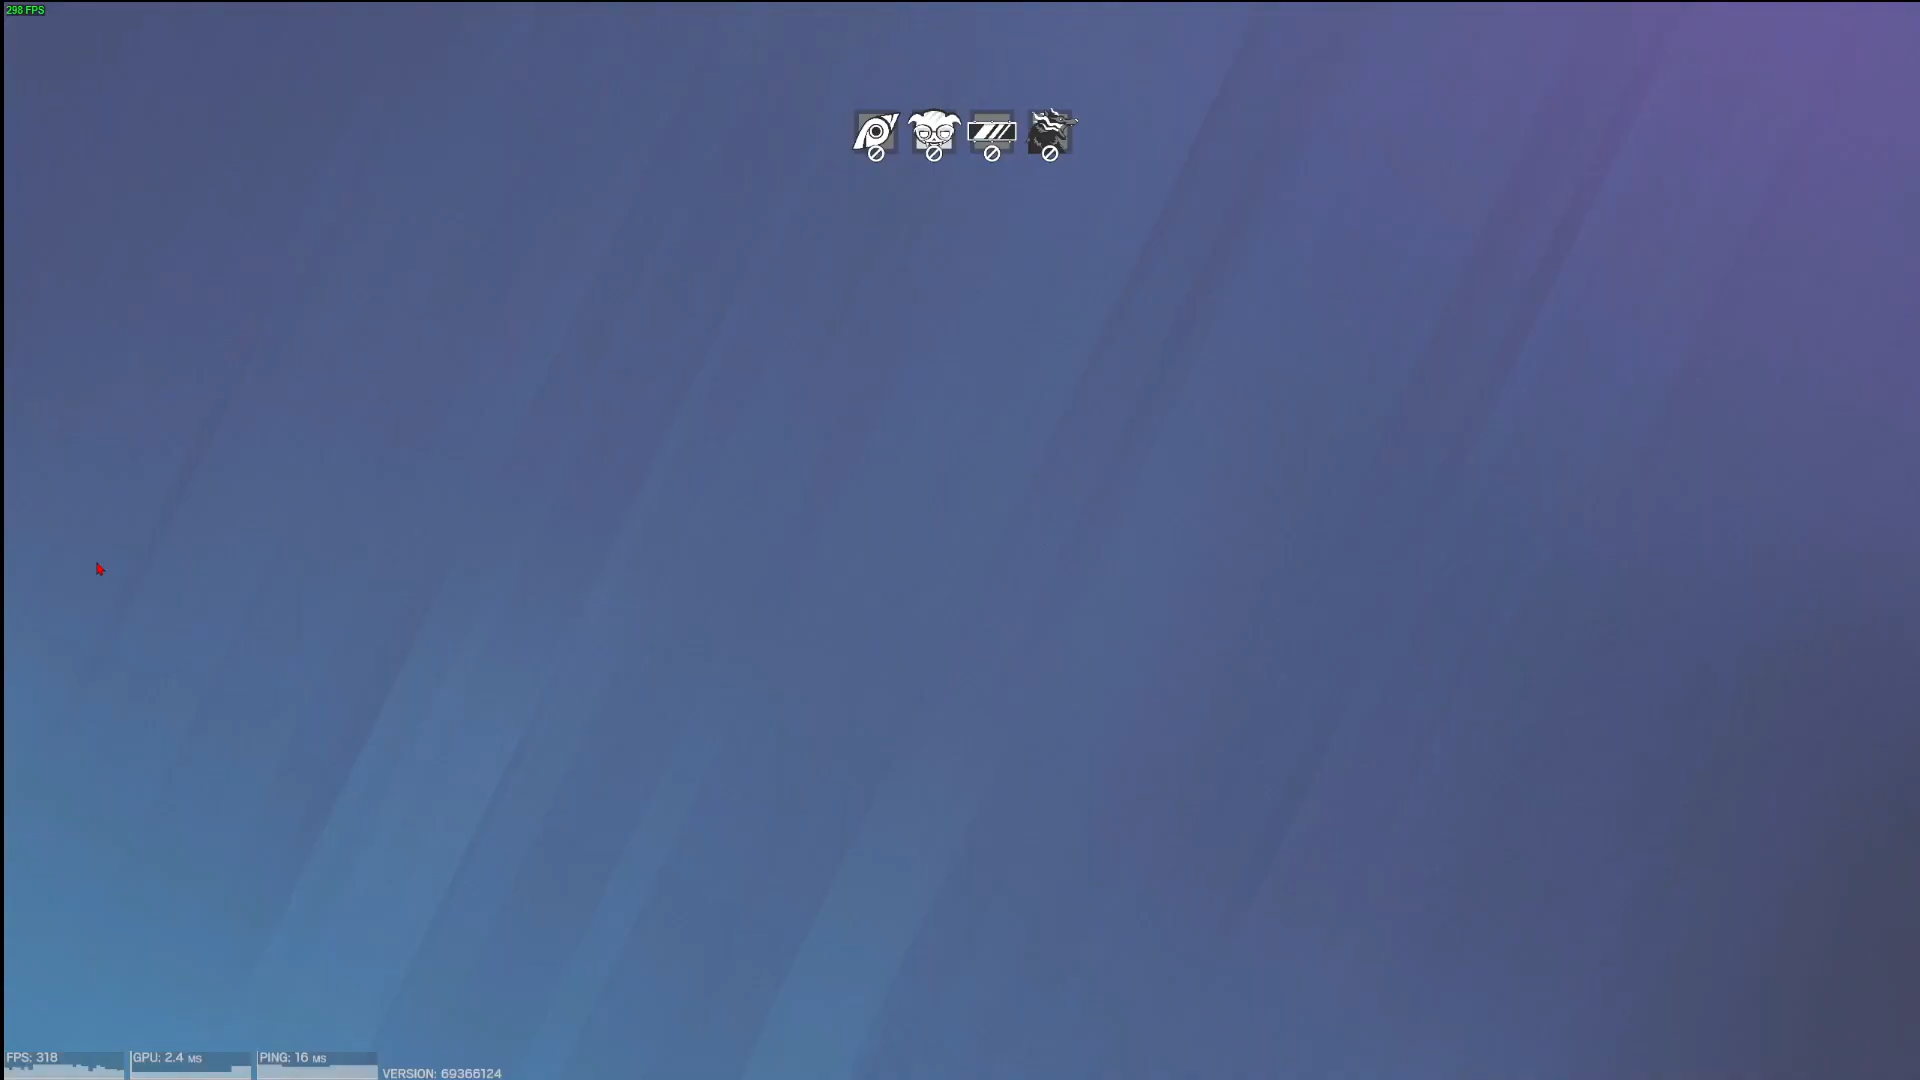 298 FPS
FPS: 318
GPU: 2.4 MS
PING: 16 MS
VERSION: 69366124